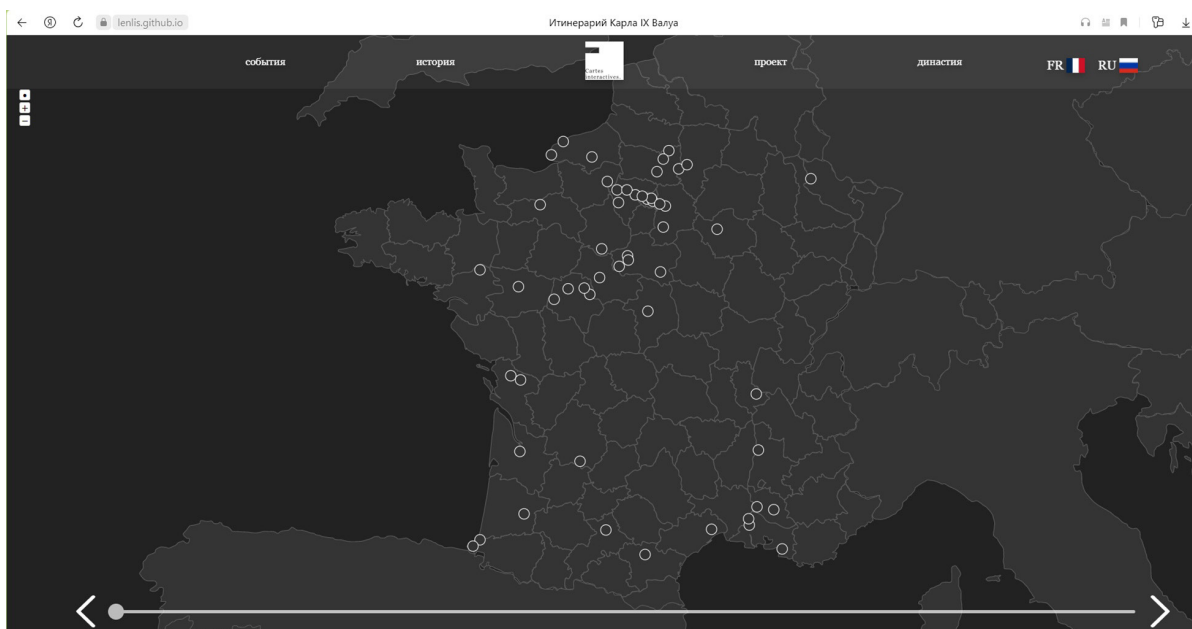 lenlis.github.io
Итинерарий Карла IX Валуа
события
история
Cartes
interactives.
проект
династия
FR
RU